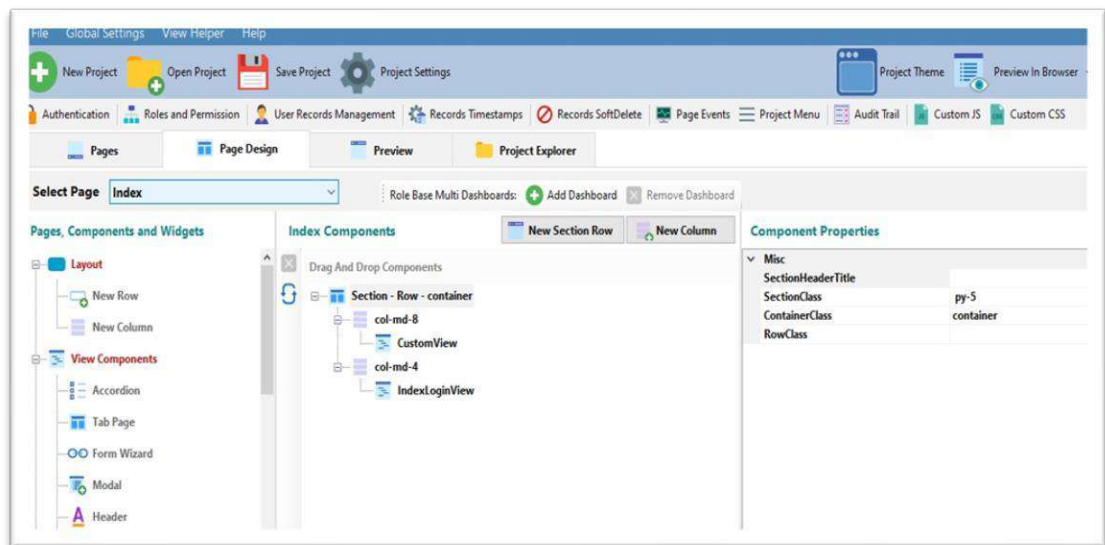 File Global Settings View Helper Help
New Project Open Project Save Project Project Settings Project Theme Preview In Browser
Authentication Roles and Permission User Records Management Records Timestamps Records SoftDelete Page Events Project Menu Audit Trail Custom JS Custom CSS
Pages Page Design Preview Project Explorer
Select Page Index Role Base Multi Dashboards: Add Dashboard Remove Dashboard
Pages, Components and Widgets
Layout
New Row
New Column
View Components
Accordion
Tab Page
Form Wizard
Modal
Header
Index Components New Section Row New Column
Drag And Drop Components
Section - Row - container
col-md-8
CustomView
col-md-4
IndexLoginView
Component Properties
Misc
SectionHeaderTitle
SectionClass py-5
ContainerClass container
RowClass